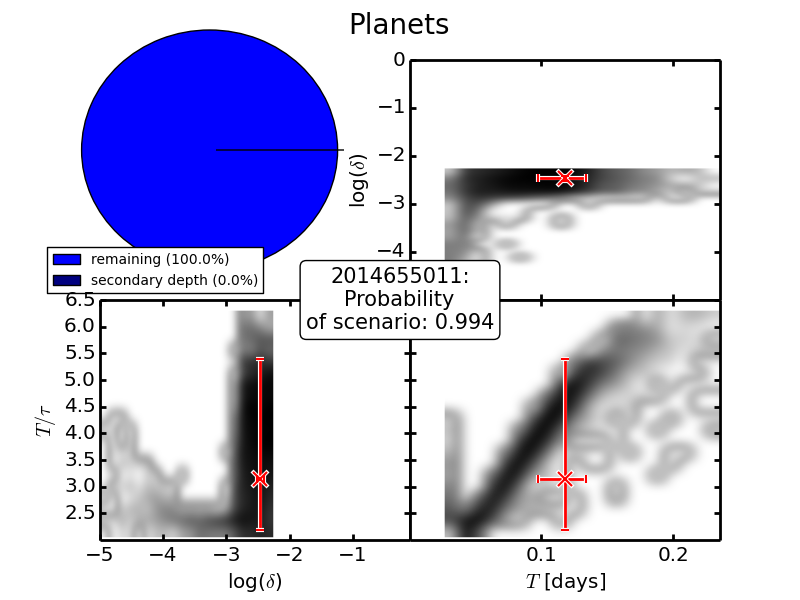 Planets
0
−1
−2
−3
−4
log(δ)
remaining (100.0%)
secondary depth (0.0%)
2014655011:
Probability
of scenario: 0.994
6.5
6.0
5.5
5.0
4.5
4.0
3.5
3.0
2.5
T/τ
−5 −4 −3 −2 −1
log(δ)
0.1 0.2
T [days]